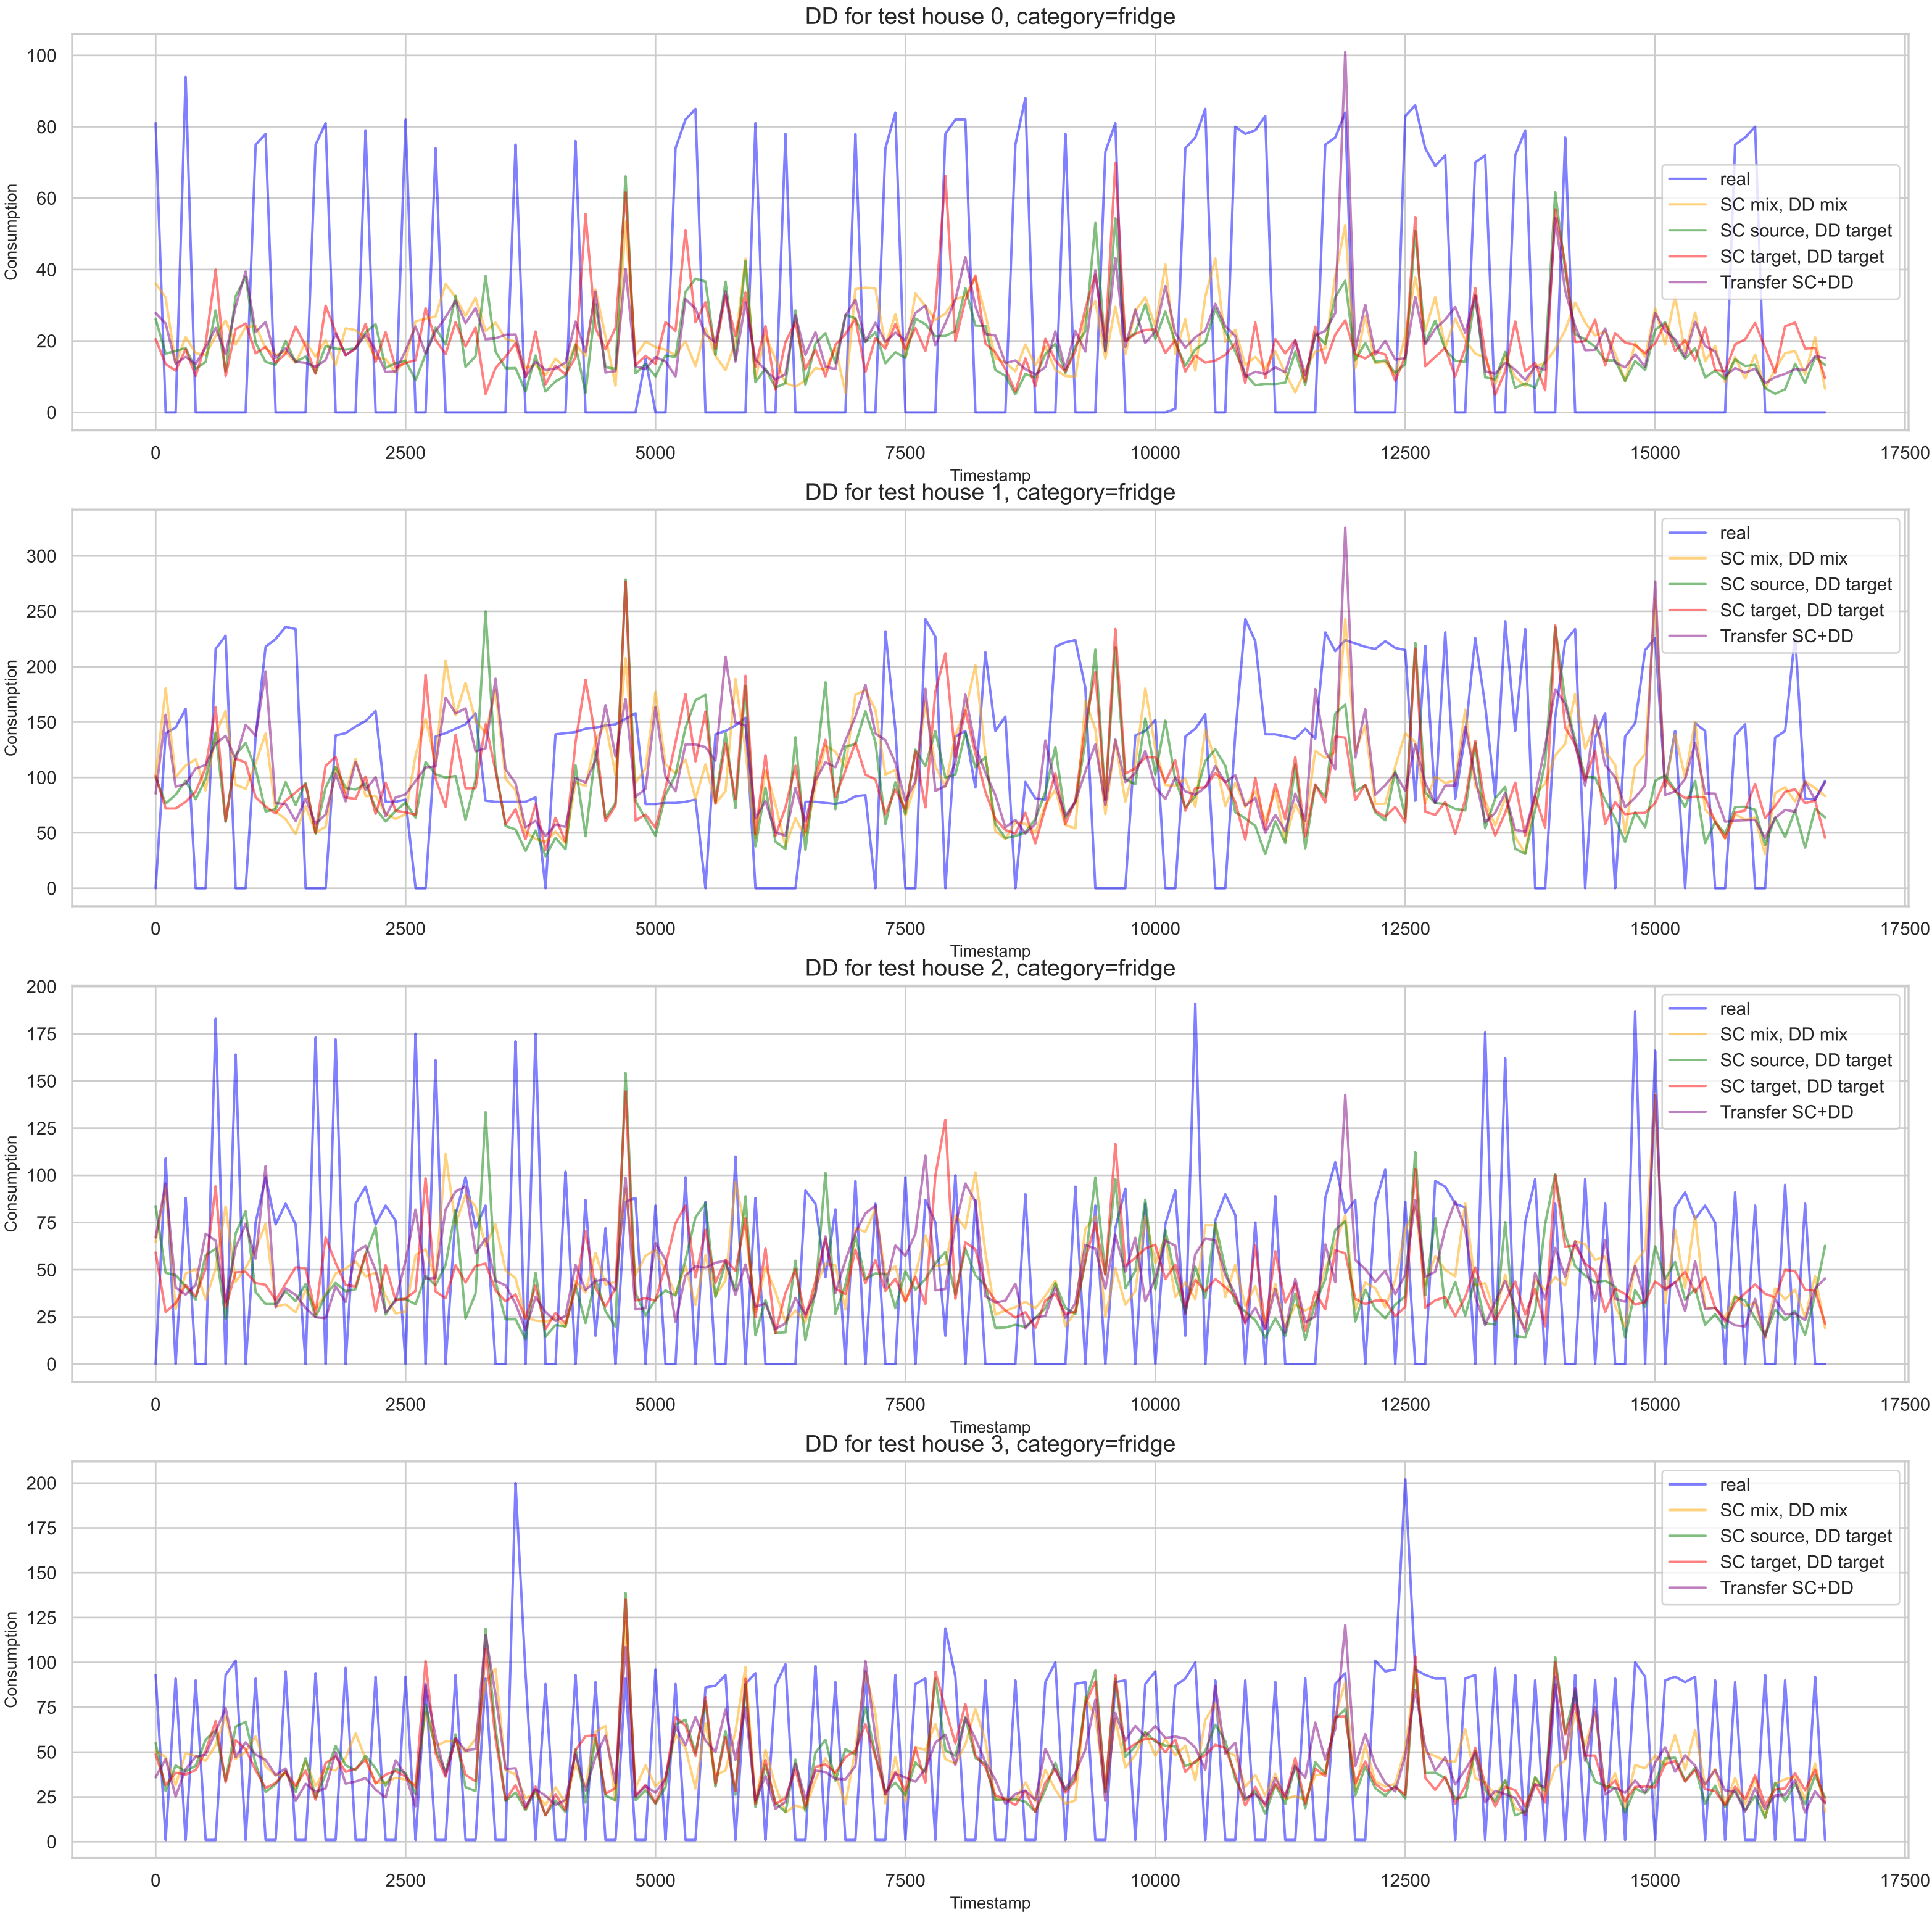 DD for test house 0, category=fridge
100
80
60
40
20
0
Consumption
real
SC mix, DD mix
SC source, DD target
SC target, DD target
Transfer SC+DD
0 2500 5000 7500 10000 12500 15000 17500
Timestamp
DD for test house 1, category=fridge
300
250
200
150
100
50
0
Consumption
real
SC mix, DD mix
SC source, DD target
SC target, DD target
Transfer SC+DD
0 2500 5000 7500 10000 12500 15000 17500
Timestamp
DD for test house 2, category=fridge
200
175
150
125
100
75
50
25
0
Consumption
real
SC mix, DD mix
SC source, DD target
SC target, DD target
Transfer SC+DD
0 2500 5000 7500 10000 12500 15000 17500
Timestamp
DD for test house 3, category=fridge
200
175
150
125
100
75
50
25
0
Consumption
real
SC mix, DD mix
SC source, DD target
SC target, DD target
Transfer SC+DD
0 2500 5000 7500 10000 12500 15000 17500
Timestamp